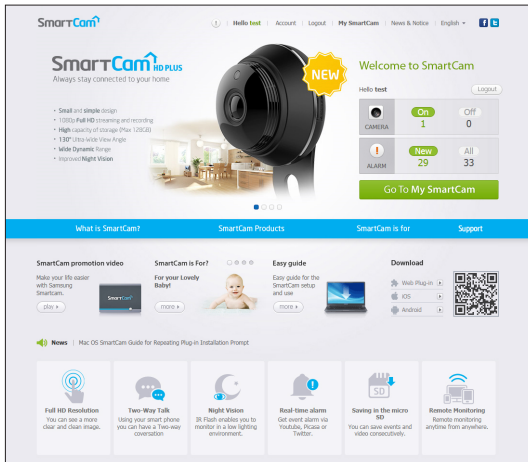 SmartCam
Hello test | Account | Logout | My SmartCam | News & Notice | English
SmartCam HD PLUS
Always stay connected to your home
• Small and simple design
• 1080p Full HD streaming and recording
• High capacity of storage (Max 128GB)
• 130° Ultra-Wide View Angle
• Wide Dynamic Range
• Improved Night Vision
NEW
Welcome to SmartCam
Hello test
Logout
CAMERA
On
1
Off
0
ALARM
New
29
All
33
Go To My SmartCam
What is SmartCam?
SmartCam Products
SmartCam is for
Support
SmartCam promotion video
Make your life easier
with Samsung
Smartcam.
play
SmartCam
SmartCam is For?
For your Lovely
Baby!
more
Easy guide
Easy guide for the
SmartCam setup
and use
more
Download
Web Plug-in
iOS
Android
News | Mac OS SmartCam Guide for Repeating Plug-in Installation Prompt
Full HD Resolution
You can see a more
clear and clean image.
Two-Way Talk
Using your smart phone
you can have a Two-way
coversation
Night Vision
IR Flash enables you to
monitor in a low lighting
environment.
Real-time alarm
Get event alarm via
Youtube, Picasa or
Twitter.
SD
Saving in the micro
SD
You can save events and
video consecutively.
Remote Monitoring
Remote monitoring
anytime from anywhere.